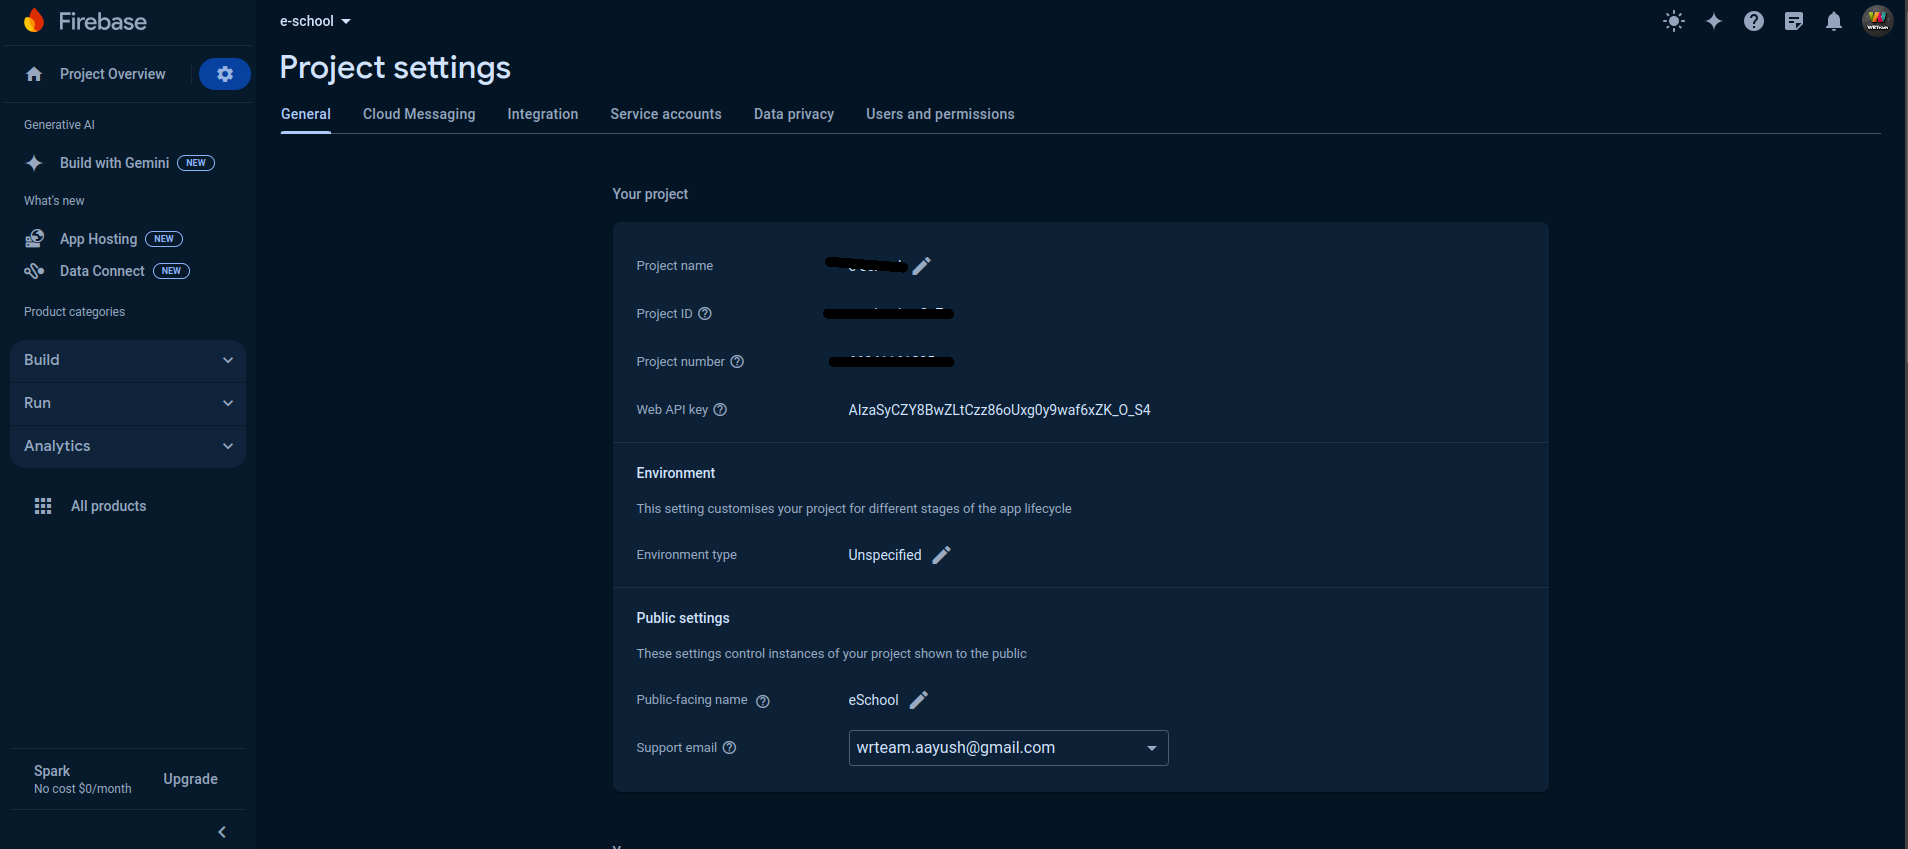 Firebase
e-school
Project Overview
Project settings
General
Cloud Messaging
Integration
Service accounts
Data privacy
Users and permissions
Generative AI
Build with Gemini NEW
What's new
App Hosting NEW
Data Connect NEW
Product categories
Build
Run
Analytics
All products
Spark
No cost $0/month
Upgrade
Your project
Project name
Project ID
Project number
Web API key AIzaSyCZY8BwZLtCzz86oUxg0y9waf6xZK_O_S4
Environment
This setting customises your project for different stages of the app lifecycle
Environment type Unspecified
Public settings
These settings control instances of your project shown to the public
Public-facing name eSchool
Support email wrteam.aayush@gmail.com